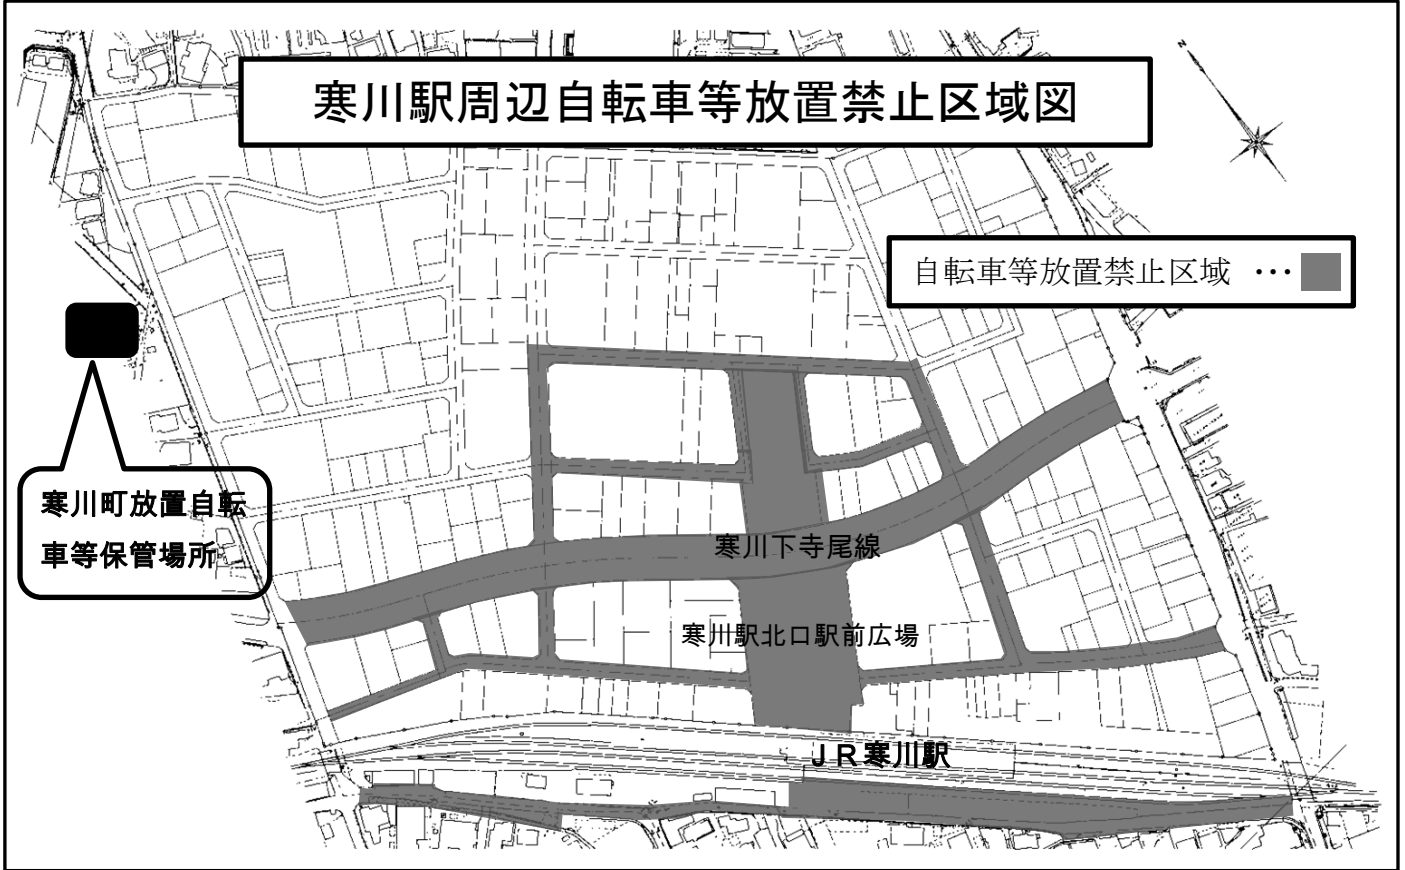 寒川駅周辺自転車等放置禁止区域図
N
自転車等放置禁止区域 ･･･
寒川町放置自転
車等保管場所
寒川下寺尾線
寒川駅北口駅前広場
ＪＲ寒川駅